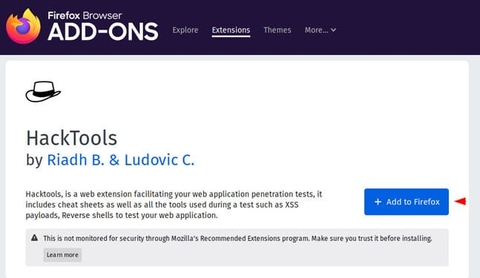 Firefox Browser
ADD-ONS
Explore Extensions Themes More...
HackTools
by Riadh B. & Ludovic C.
Hacktools, is a web extension facilitating your web application penetration tests, it
includes cheat sheets as well as all the tools used during a test such as XSS
payloads, Reverse shells to test your web application.
+ Add to Firefox
This is not monitored for security through Mozilla's Recommended Extensions program. Make sure you trust it before installing.
Learn more